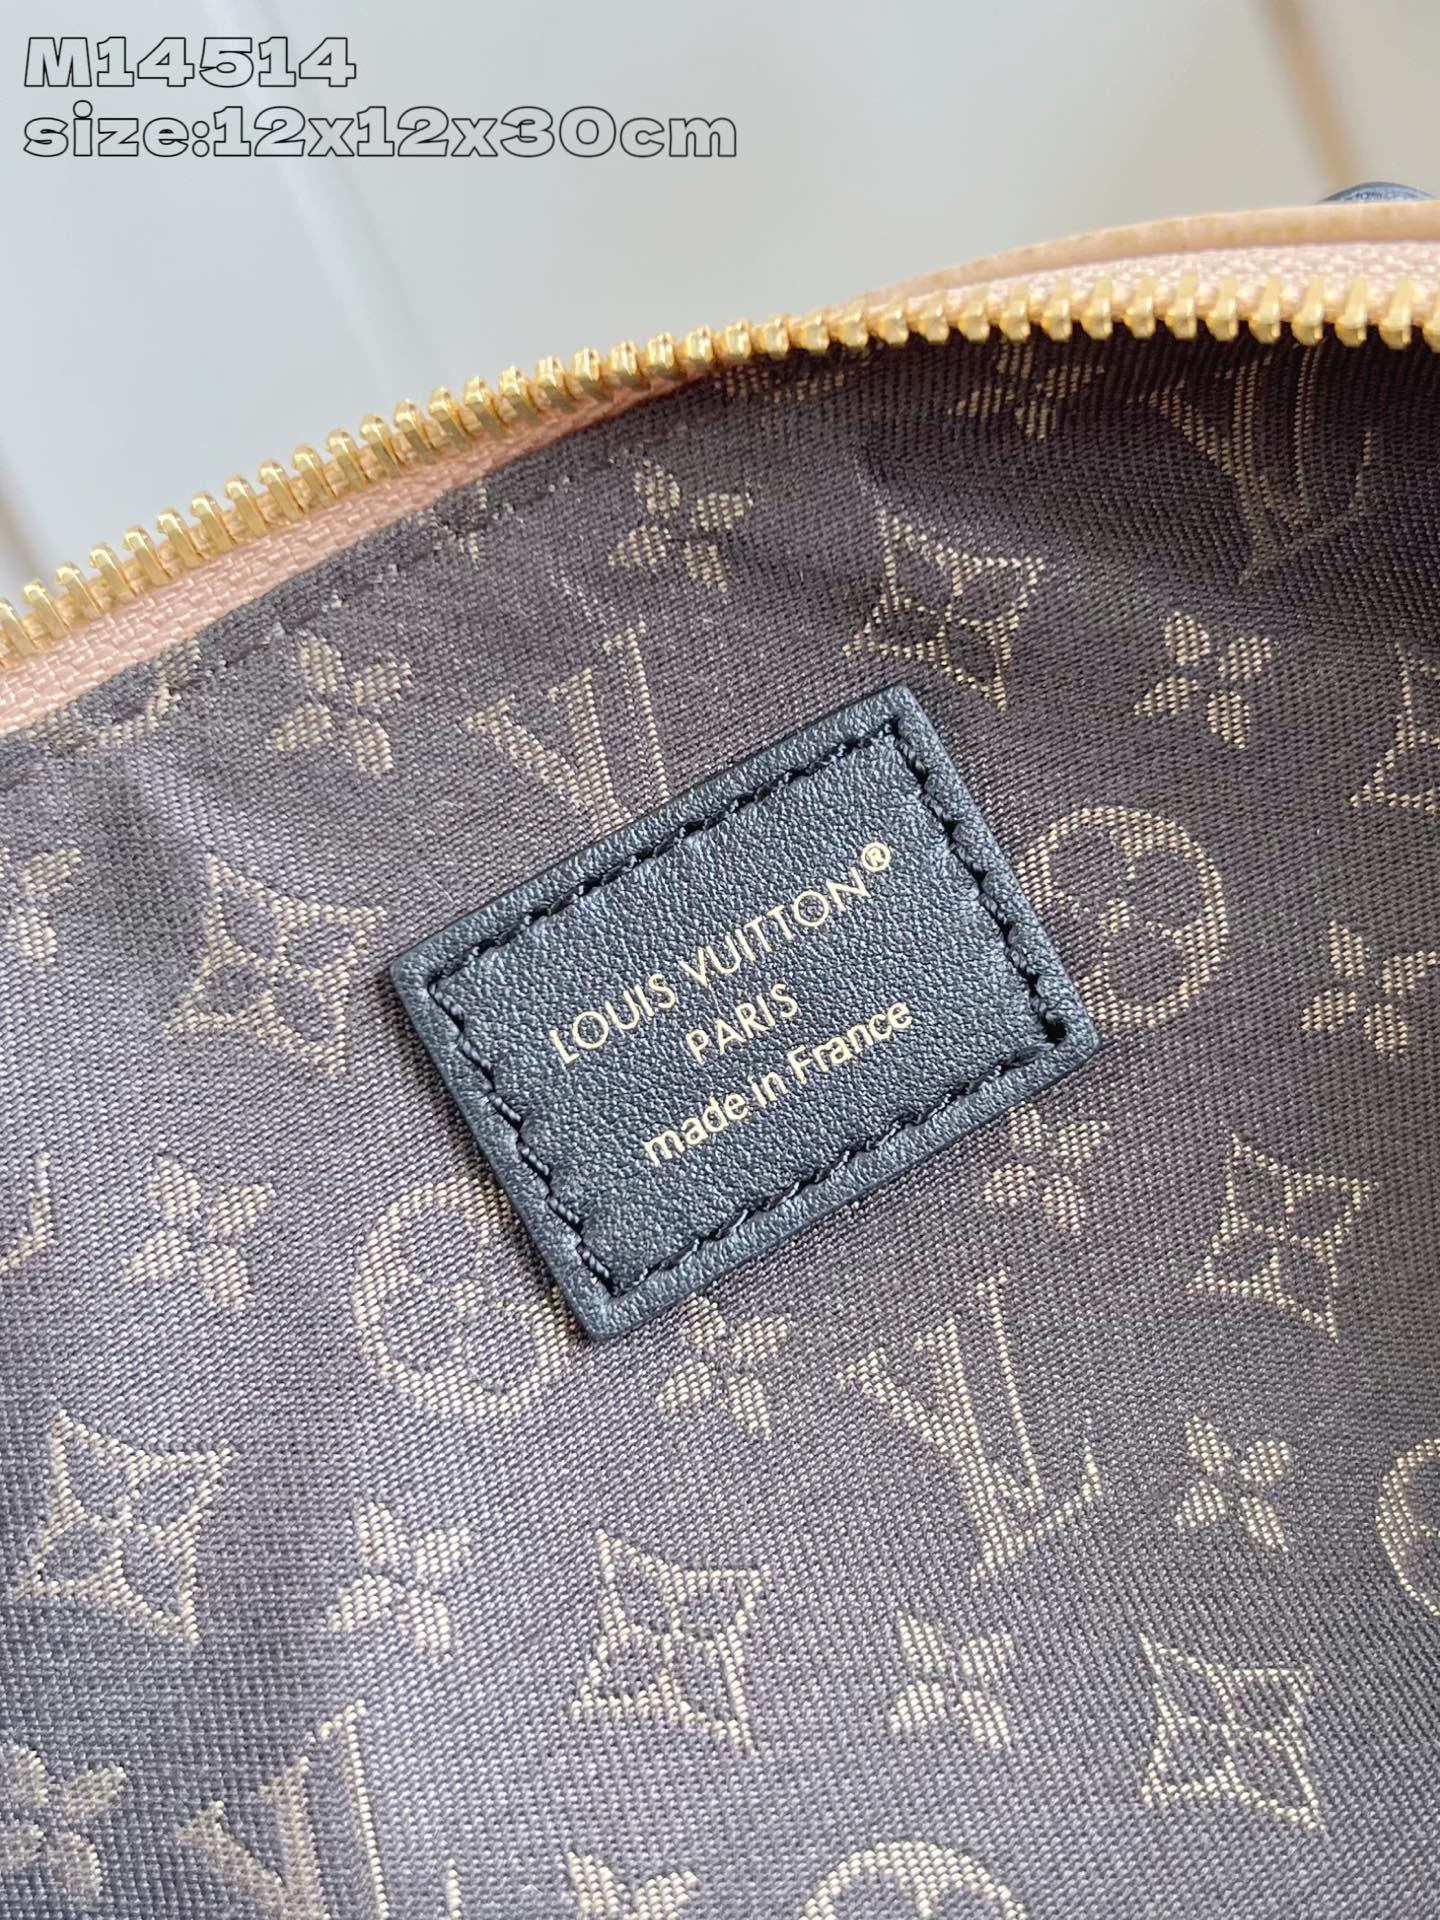 M14514
size:12x12x30cm
LOUIS VUITTON®
PARIS
made in France